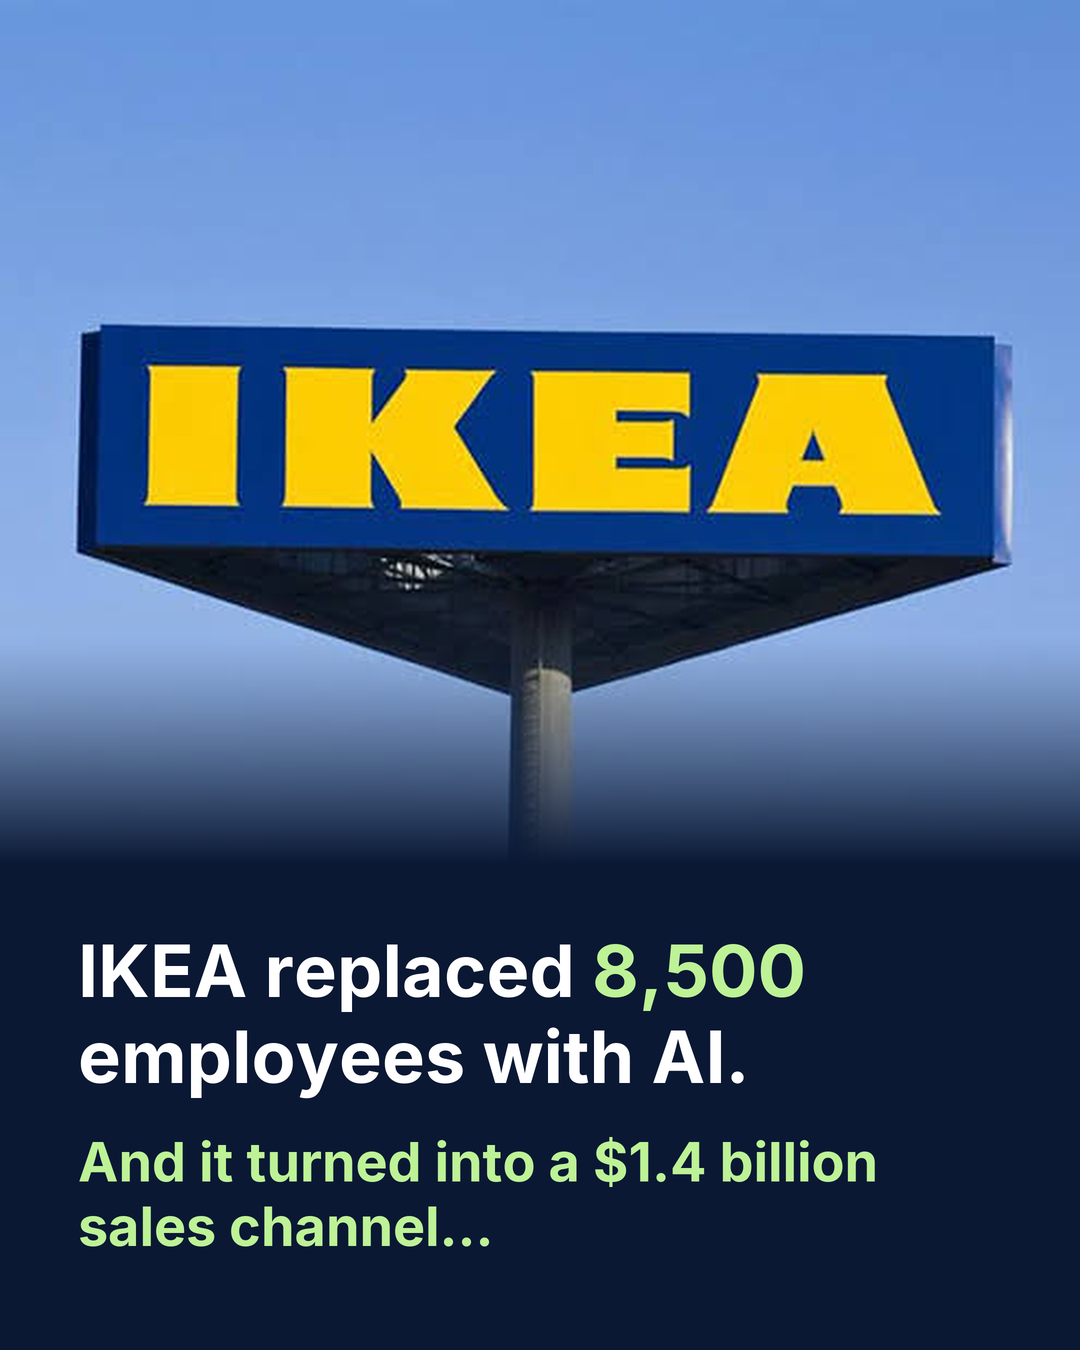 IKEA
IKEA replaced 8,500
employees with AI.
And it turned into a $1.4 billion
sales channel...